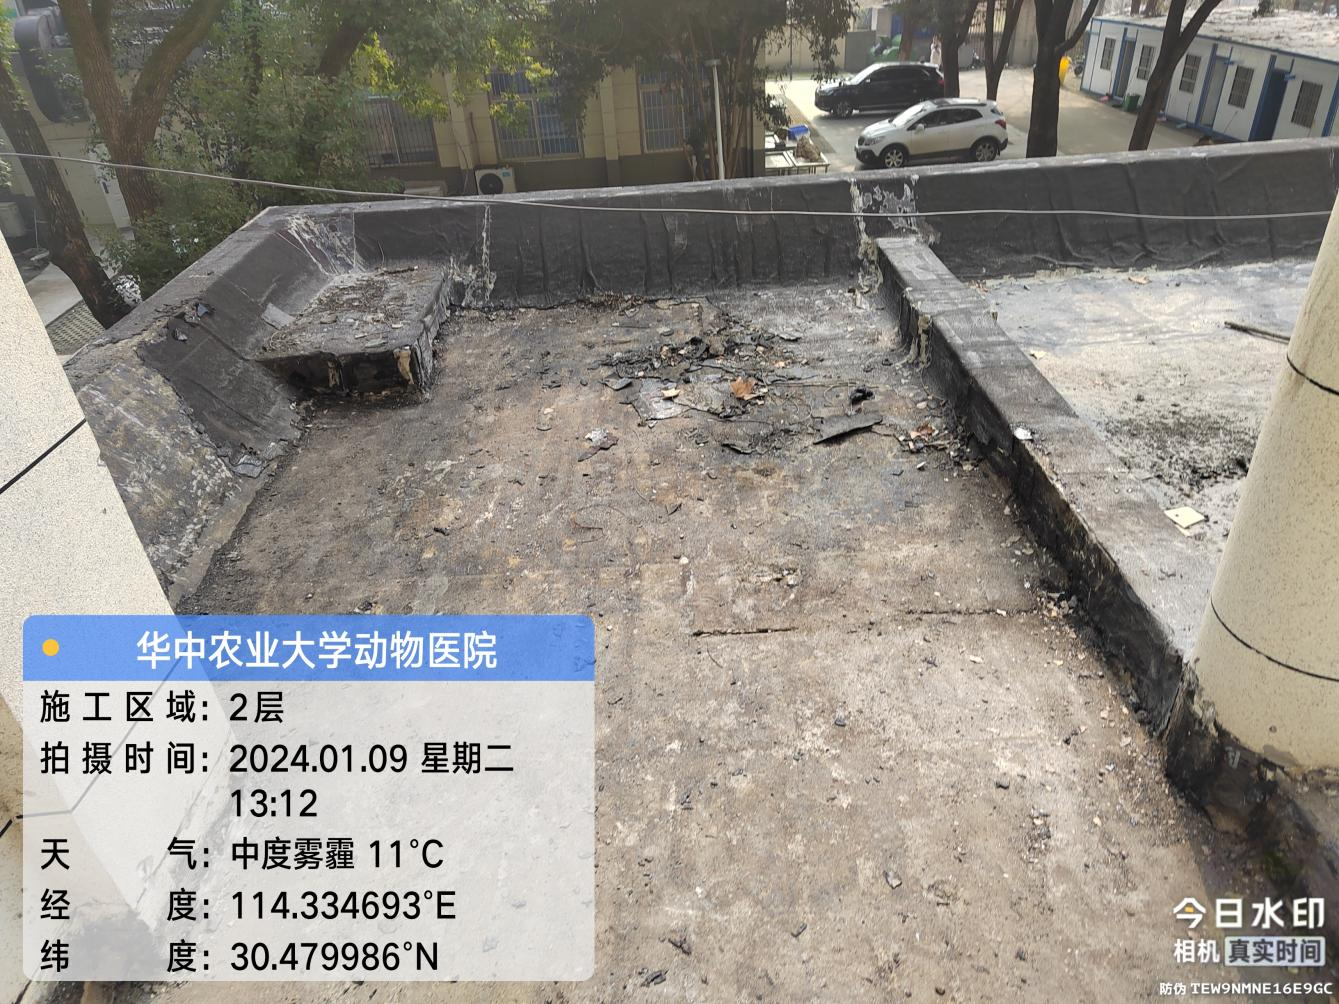 华中农业大学动物医院
施工区域：2层
拍摄时间：2024.01.09 星期二
13:12
天气：中度雾霾 11°C
经度：114.334693°E
纬度：30.479986°N
今日水印
相机 真实时间
防伪 TEW9NMNE16E9GC